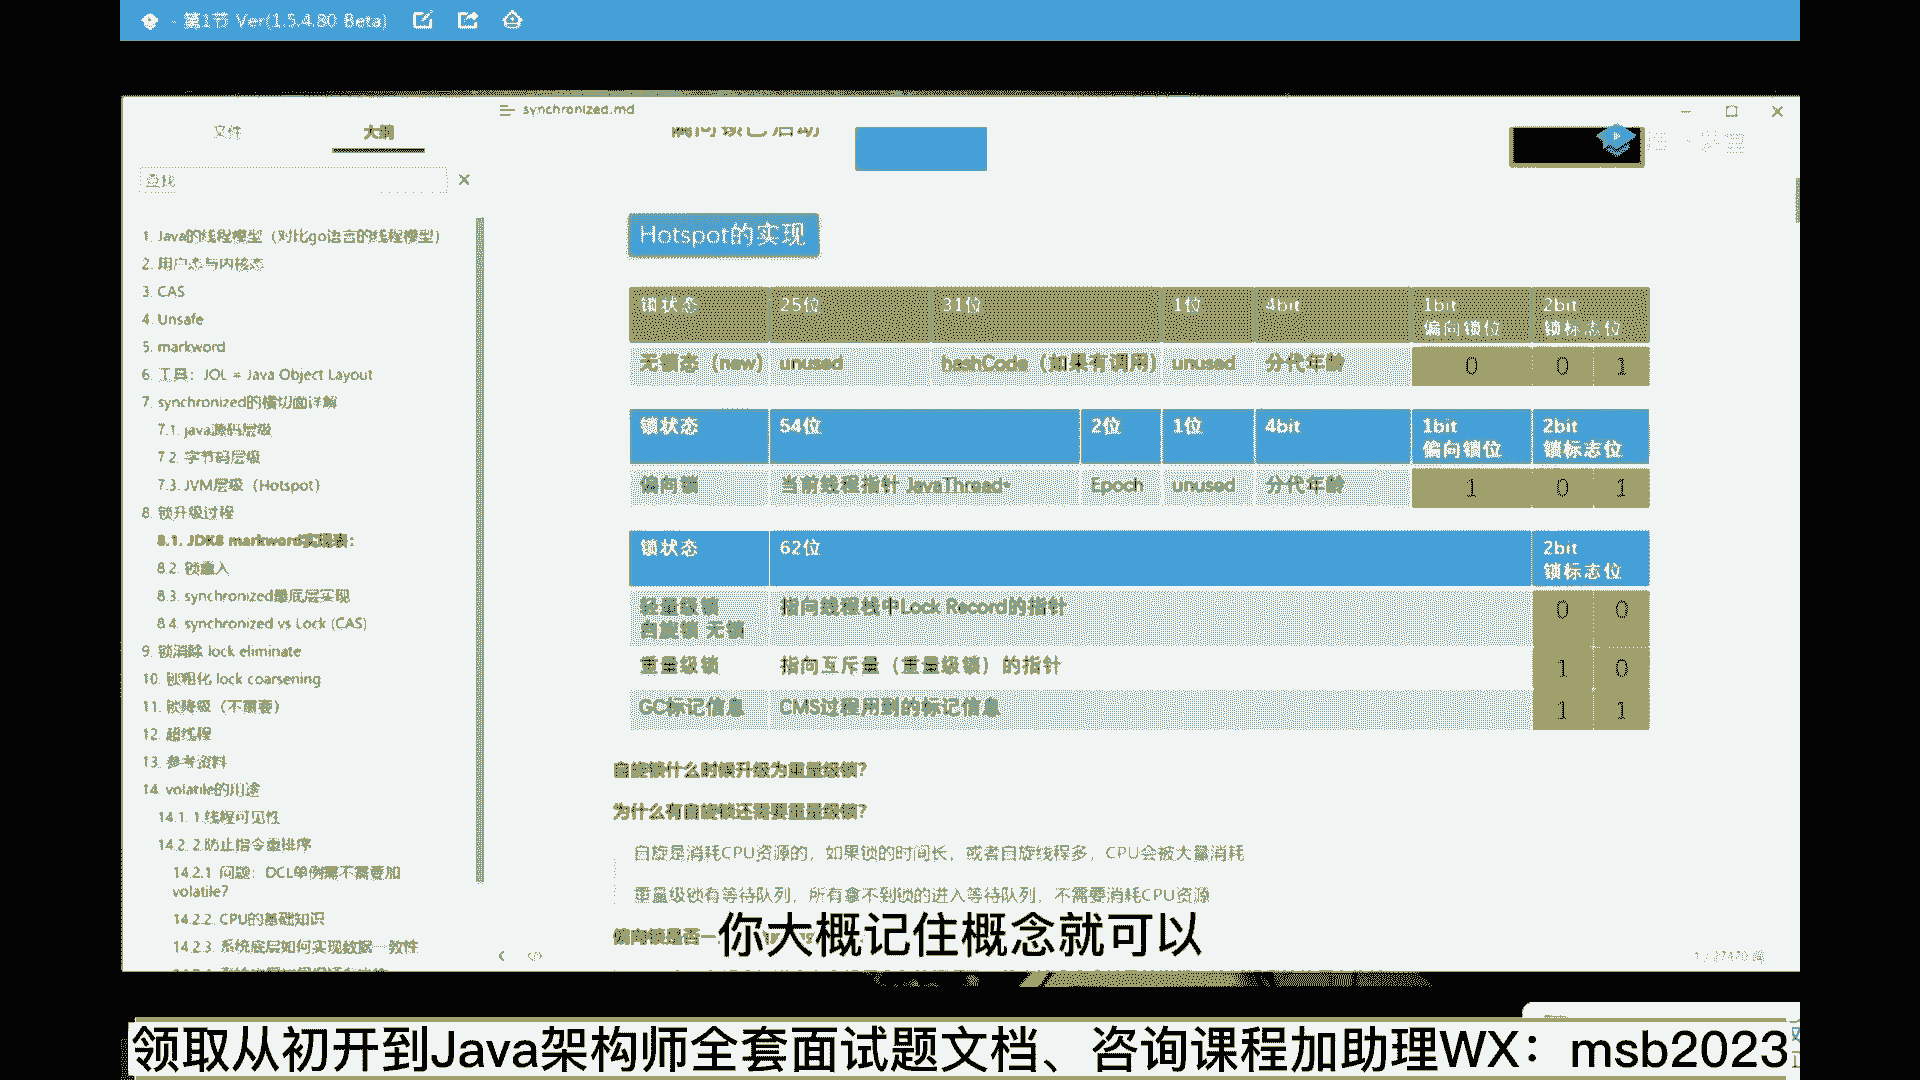 - 第1节 Ver(1.5.4.80 Beta)
synchronized.md
文件
大纲
查找
1. Java的线程模型（对比go语言的线程模型）
2. 用户态与内核态
3. CAS
4. Unsafe
5. markword
6. 工具：JOL = Java Object Layout
7. synchronized的横切面详解
7.1. java源码层级
7.2. 字节码层级
7.3. JVM层级（Hotspot）
8. 锁升级过程
8.1. JDK8 markword实现表：
8.2. 锁重入
8.3. synchronized最底层实现
8.4. synchronized vs Lock (CAS)
9. 锁消除 lock eliminate
10. 锁粗化 lock coarsening
11. 锁降级（不重要）
12. 超线程
13. 参考资料
14. volatile的用途
14.1. 1.线程可见性
14.2. 2.防止指令重排序
14.2.1. 问题：DCL单例需不需要加
volatile?
14.2.2. CPU的基础知识
14.2.3. 系统底层如何实现数据一致性
偏向锁已启动
Hotspot的实现
锁状态 25位 31位 1位 4bit 1bit 2bit
偏向锁位 锁标志位
无锁态（new） unused hashCode（如果有调用） unused 分代年龄 0 0 1
锁状态 54位 2位 1位 4bit 1bit 2bit
偏向锁位 锁标志位
偏向锁 当前线程指针 JavaThread* Epoch unused 分代年龄 1 0 1
锁状态 62位 2bit
锁标志位
轻量级锁 指向线程栈中Lock Record的指针 0 0
自旋锁 无锁
重量级锁 指向互斥量（重量级锁）的指针 1 0
GC标记信息 CMS过程用到的标记信息 1 1
自旋锁什么时候升级为重量级锁？
为什么有自旋锁还需要重量级锁？
自旋是消耗CPU资源的，如果锁的时间长，或者自旋线程多，CPU会被大量消耗
重量级锁有等待队列，所有拿不到锁的进入等待队列，不需要消耗CPU资源
偏向锁是否一
你大概记住概念就可以
1 / 27470 词
领取从初开到Java架构师全套面试题文档、咨询课程加助理WX：msb2023